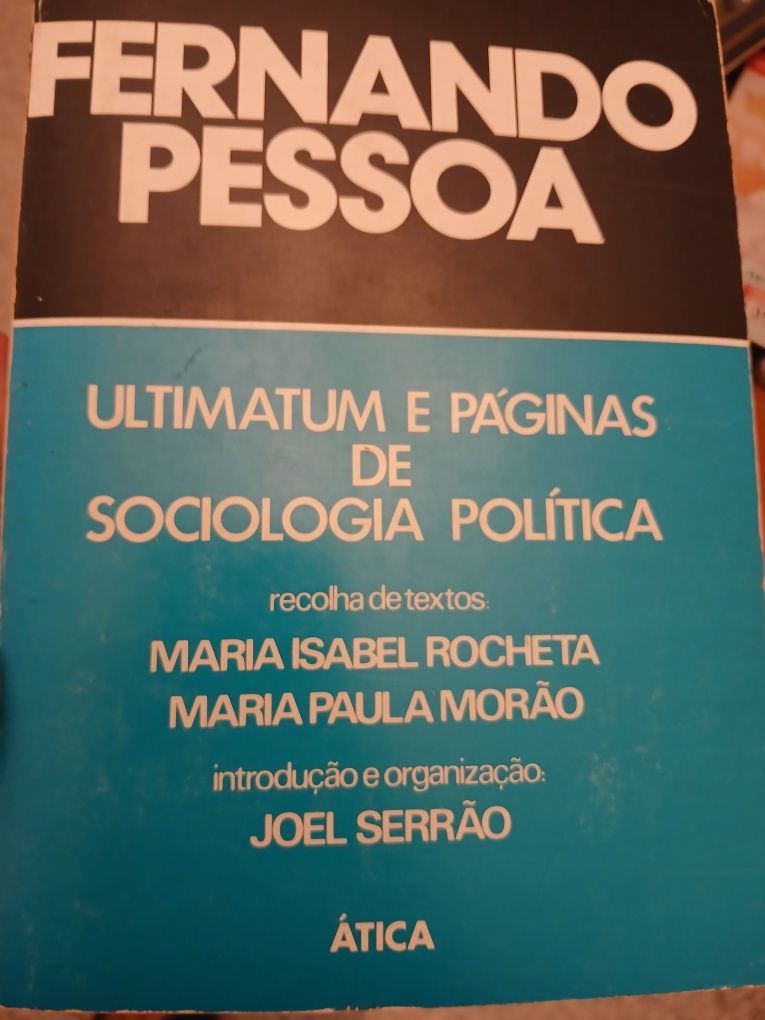 FERNANDO
PESSOA
ULTIMATUM E PÁGINAS
DE
SOCIOLOGIA POLÍTICA
recolha de textos:
MARIA ISABEL ROCHETA
MARIA PAULA MORÃO
introdução e organização:
JOEL SERRÃO
ÁTICA